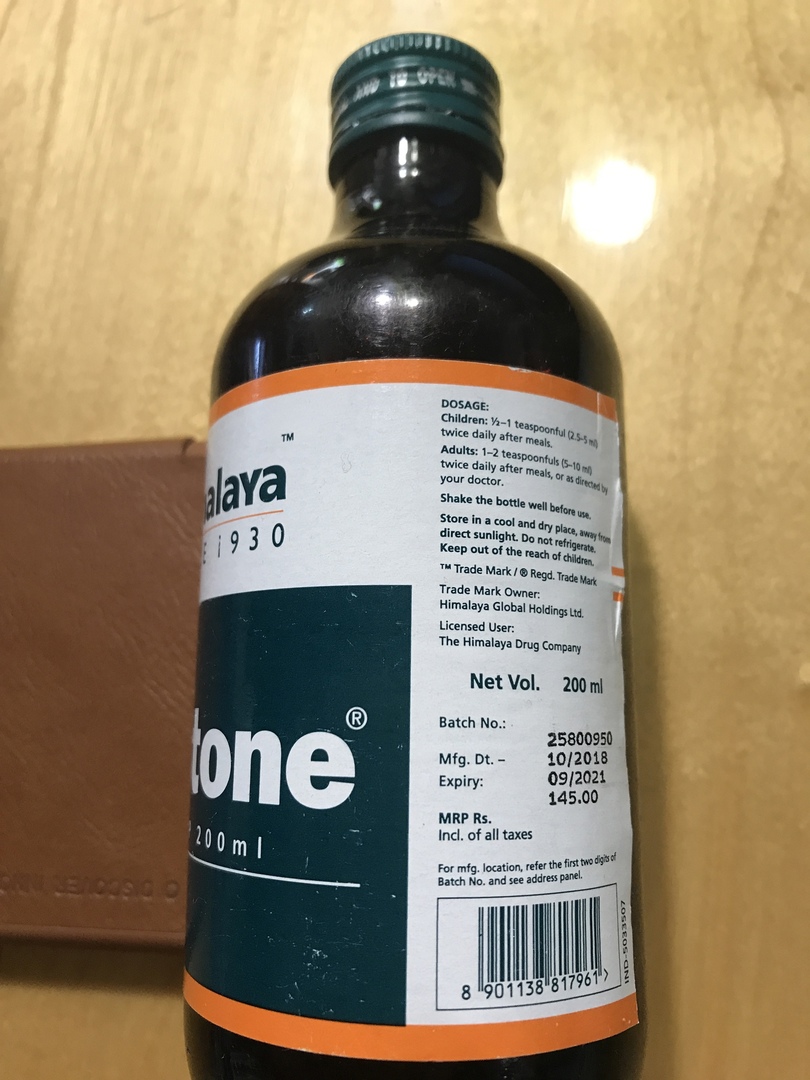 AND TO OPEN
™
alaya
E 1930
tone®
200ml
DOSAGE:
Children: ½–1 teaspoonful (2.5–5 ml)
twice daily after meals.
Adults: 1–2 teaspoonfuls (5–10 ml)
twice daily after meals, or as directed by
your doctor.
Shake the bottle well before use.
Store in a cool and dry place, away from
direct sunlight. Do not refrigerate.
Keep out of the reach of children.
™ Trade Mark / ® Regd. Trade Mark
Trade Mark Owner:
Himalaya Global Holdings Ltd.
Licensed User:
The Himalaya Drug Company
Net Vol. 200 ml
Batch No.: 25800950
Mfg. Dt. – 10/2018
Expiry: 09/2021
145.00
MRP Rs.
Incl. of all taxes
For mfg. location, refer the first two digits of
Batch No. and see address panel.
8 901138 817961 >
IND-5033507